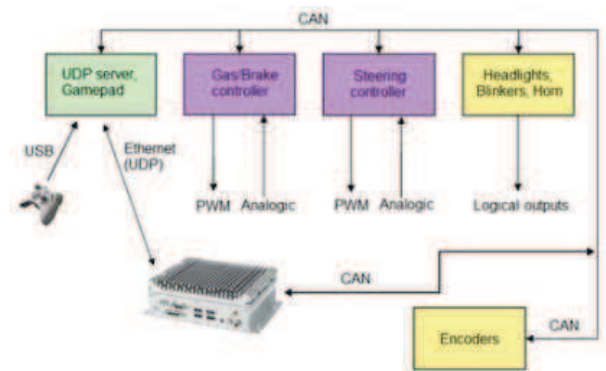 CAN
UDP server,
Gamepad
Gas/Brake
controller
Steering
controller
Headlights,
Blinkers, Horn
USB
Ethernet
(UDP)
PWM Analogic
PWM Analogic
Logical outputs
CAN
CAN
Encoders